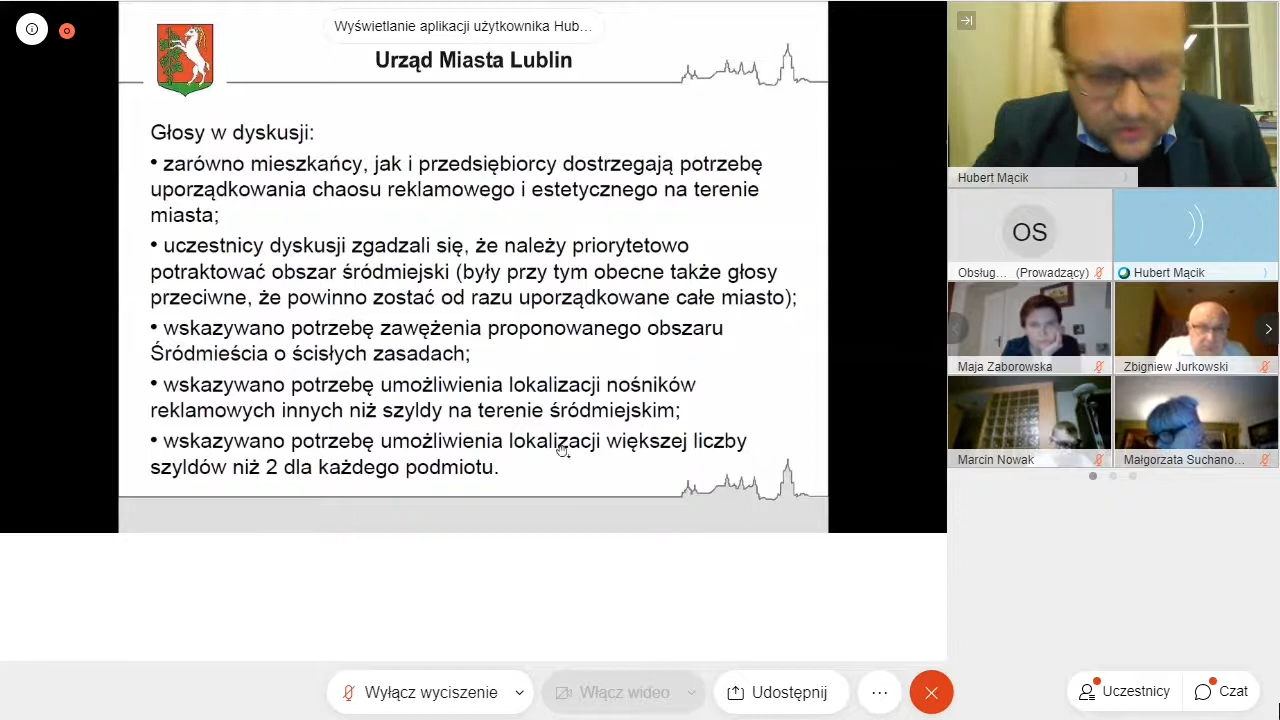 Wyświetlanie aplikacji użytkownika Hub...
Urząd Miasta Lublin
Głosy w dyskusji:
• zarówno mieszkańcy, jak i przedsiębiorcy dostrzegają potrzebę
uporządkowania chaosu reklamowego i estetycznego na terenie
miasta;
• uczestnicy dyskusji zgadzali się, że należy priorytetowo
potraktować obszar śródmiejski (były przy tym obecne także głosy
przeciwne, że powinno zostać od razu uporządkowane całe miasto);
• wskazywano potrzebę zawężenia proponowanego obszaru
Śródmieścia o ścisłych zasadach;
• wskazywano potrzebę umożliwienia lokalizacji nośników
reklamowych innych niż szyldy na terenie śródmiejskim;
• wskazywano potrzebę umożliwienia lokalizacji większej liczby
szyldów niż 2 dla każdego podmiotu.
Hubert Mącik
OS
Obsług... (Prowadzący)
Hubert Mącik
Maja Zaborowska
Zbigniew Jurkowski
Marcin Nowak
Małgorzata Suchano...
Wyłącz wyciszenie
Włącz wideo
Udostępnij
Uczestnicy
Czat